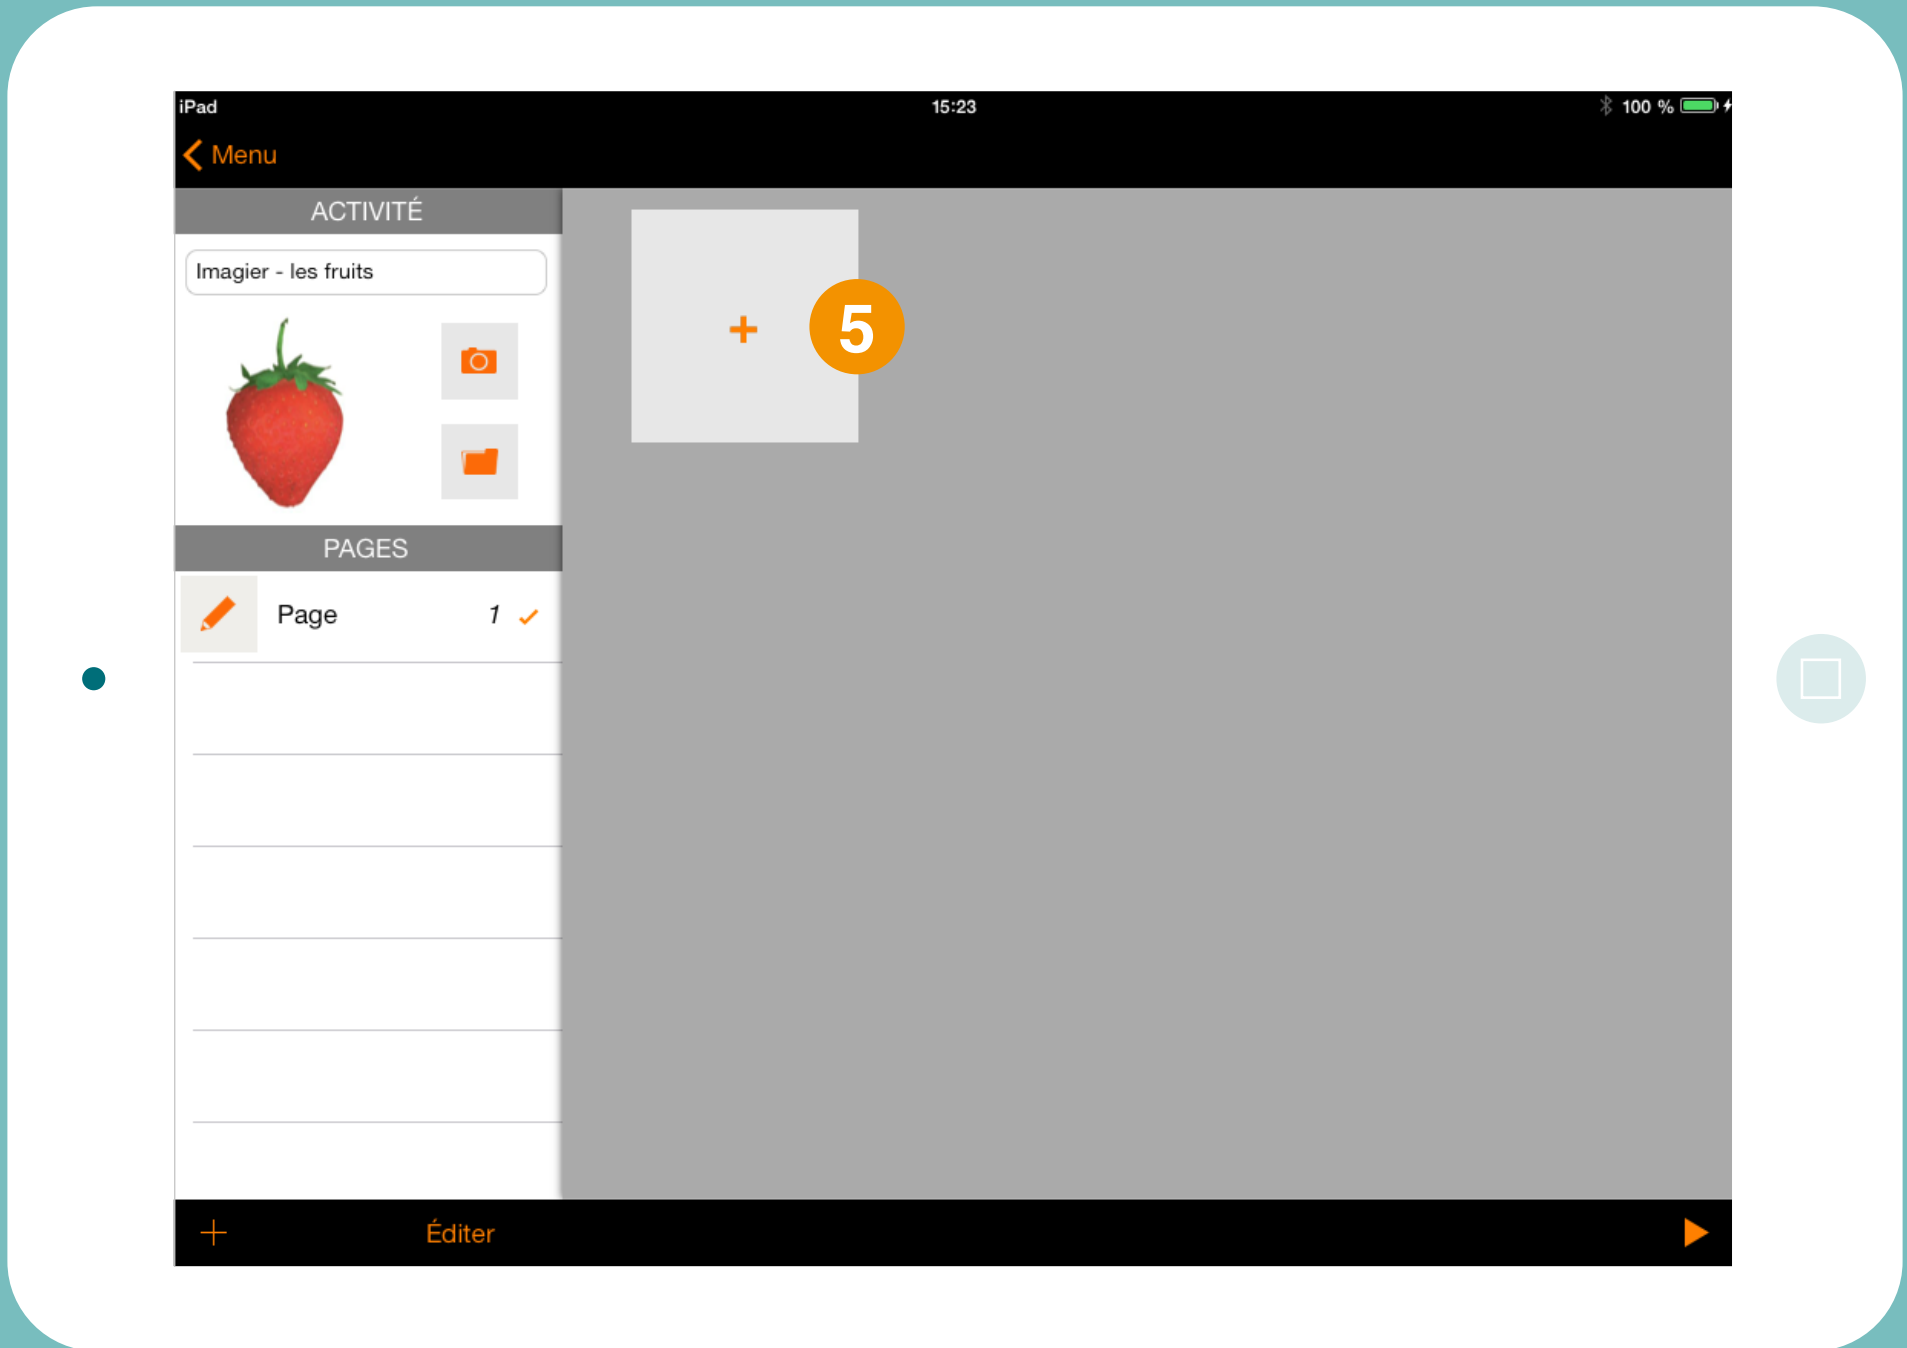 iPad
15:23
100 %
Menu
ACTIVITÉ
Imagier - les fruits
5
PAGES
Page 1
Éditer